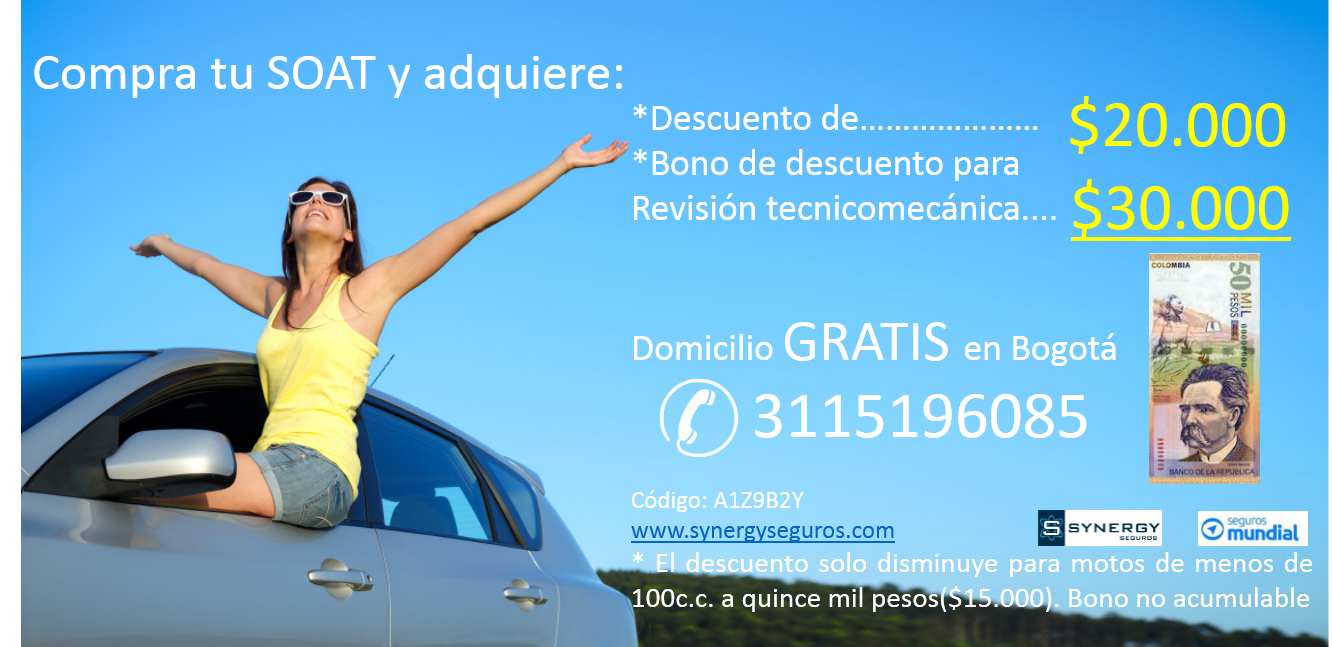 Compra tu SOAT y adquiere:
*Descuento de..................... $20.000
*Bono de descuento para
Revisión tecnicomecánica.... $30.000
COLOMBIA
50 MIL
PESOS
BANCO DE LA REPUBLICA
Domicilio GRATIS en Bogotá
3115196085
Código: A1Z9B2Y
www.synergyseguros.com
S SYNERGY
SEGUROS
seguros
mundial
* El descuento solo disminuye para motos de menos de
100c.c. a quince mil pesos($15.000). Bono no acumulable